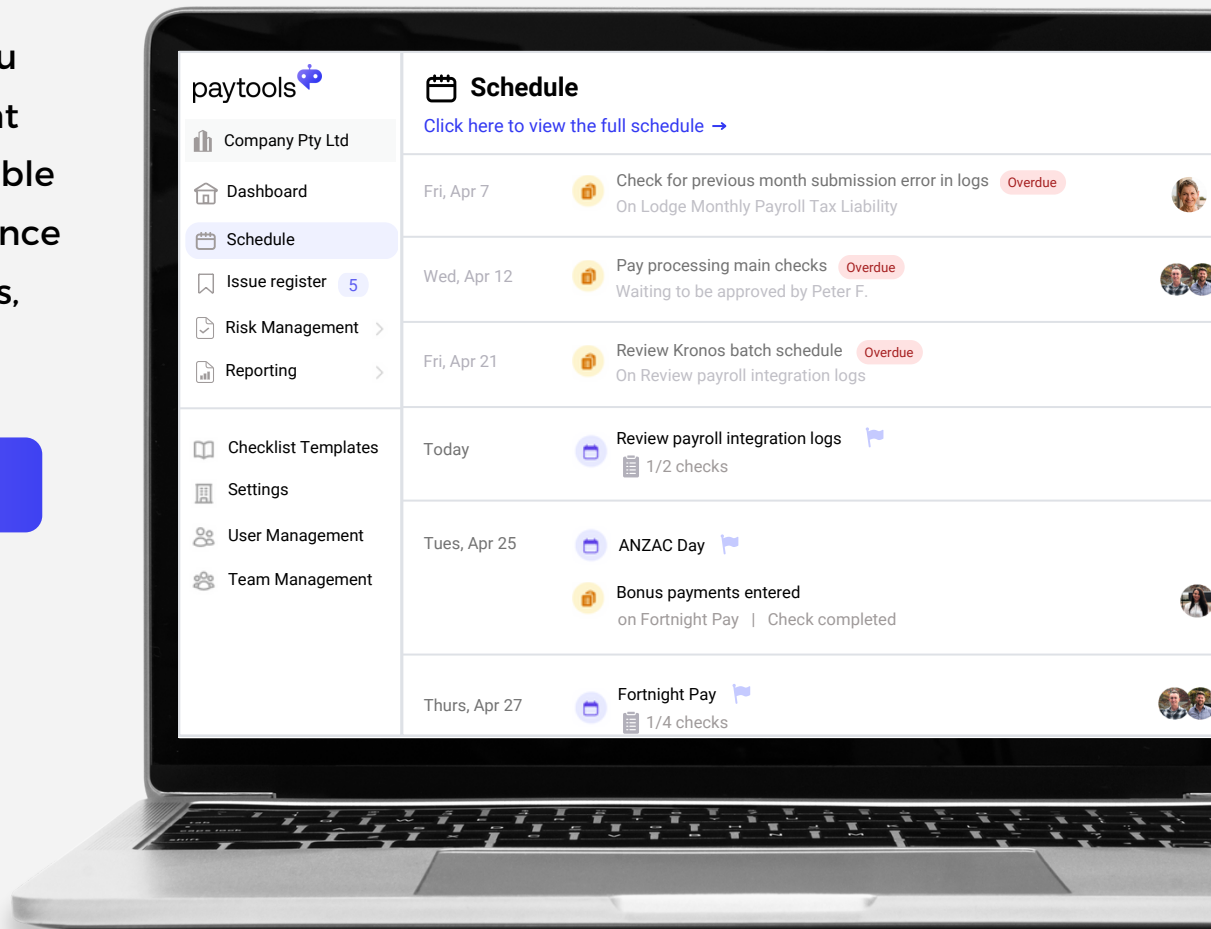 u
nt
ble
nce
s,
paytools
Company Pty Ltd
Dashboard
Schedule
Issue register 5
Risk Management
Reporting
Checklist Templates
Settings
User Management
Team Management
Schedule
Click here to view the full schedule →
Fri, Apr 7
Check for previous month submission error in logs Overdue
On Lodge Monthly Payroll Tax Liability
Wed, Apr 12
Pay processing main checks Overdue
Waiting to be approved by Peter F.
Fri, Apr 21
Review Kronos batch schedule Overdue
On Review payroll integration logs
Today
Review payroll integration logs
1/2 checks
Tues, Apr 25
ANZAC Day
Bonus payments entered
on Fortnight Pay | Check completed
Thurs, Apr 27
Fortnight Pay
1/4 checks
tab
caps lock
shift